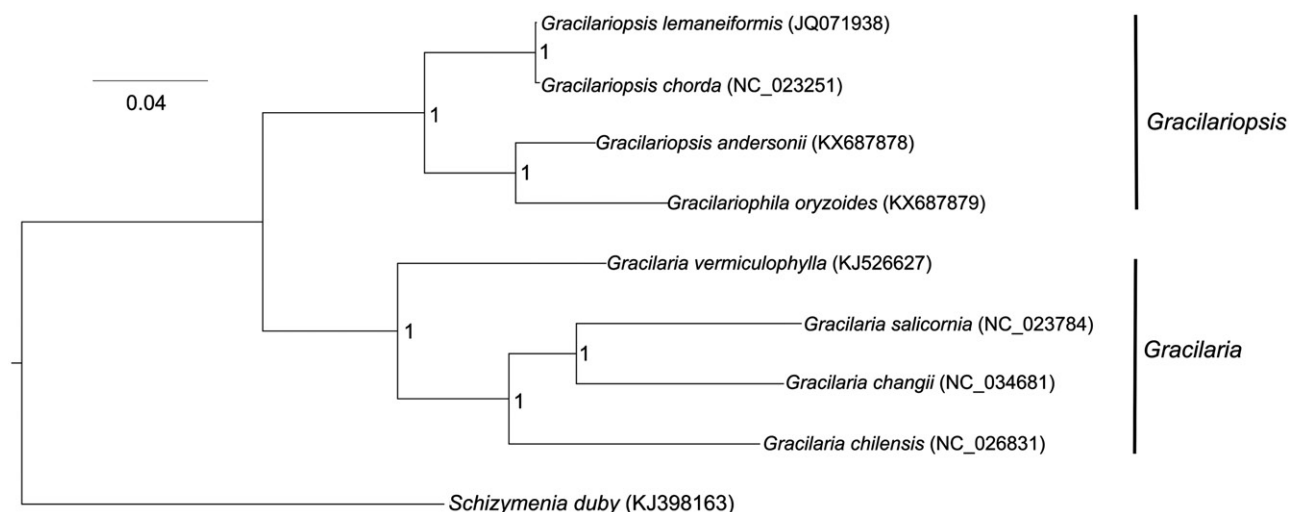 Gracilariopsis lemaneiformis (JQ071938)
1
Gracilariopsis chorda (NC_023251)
0.04
1
Gracilariopsis
Gracilariopsis andersonii (KX687878)
1
Gracilariophila oryzoides (KX687879)
Gracilaria vermiculophylla (KJ526627)
1
Gracilaria salicornia (NC_023784)
1
Gracilaria
Gracilaria changii (NC_034681)
1
Gracilaria chilensis (NC_026831)
Schizymenia duby (KJ398163)